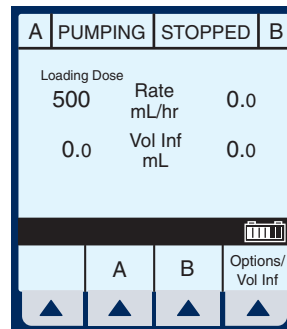 A PUMPING STOPPED B
Loading Dose
500 Rate mL/hr 0.0
0.0 Vol Inf mL 0.0
A B Options/ Vol Inf